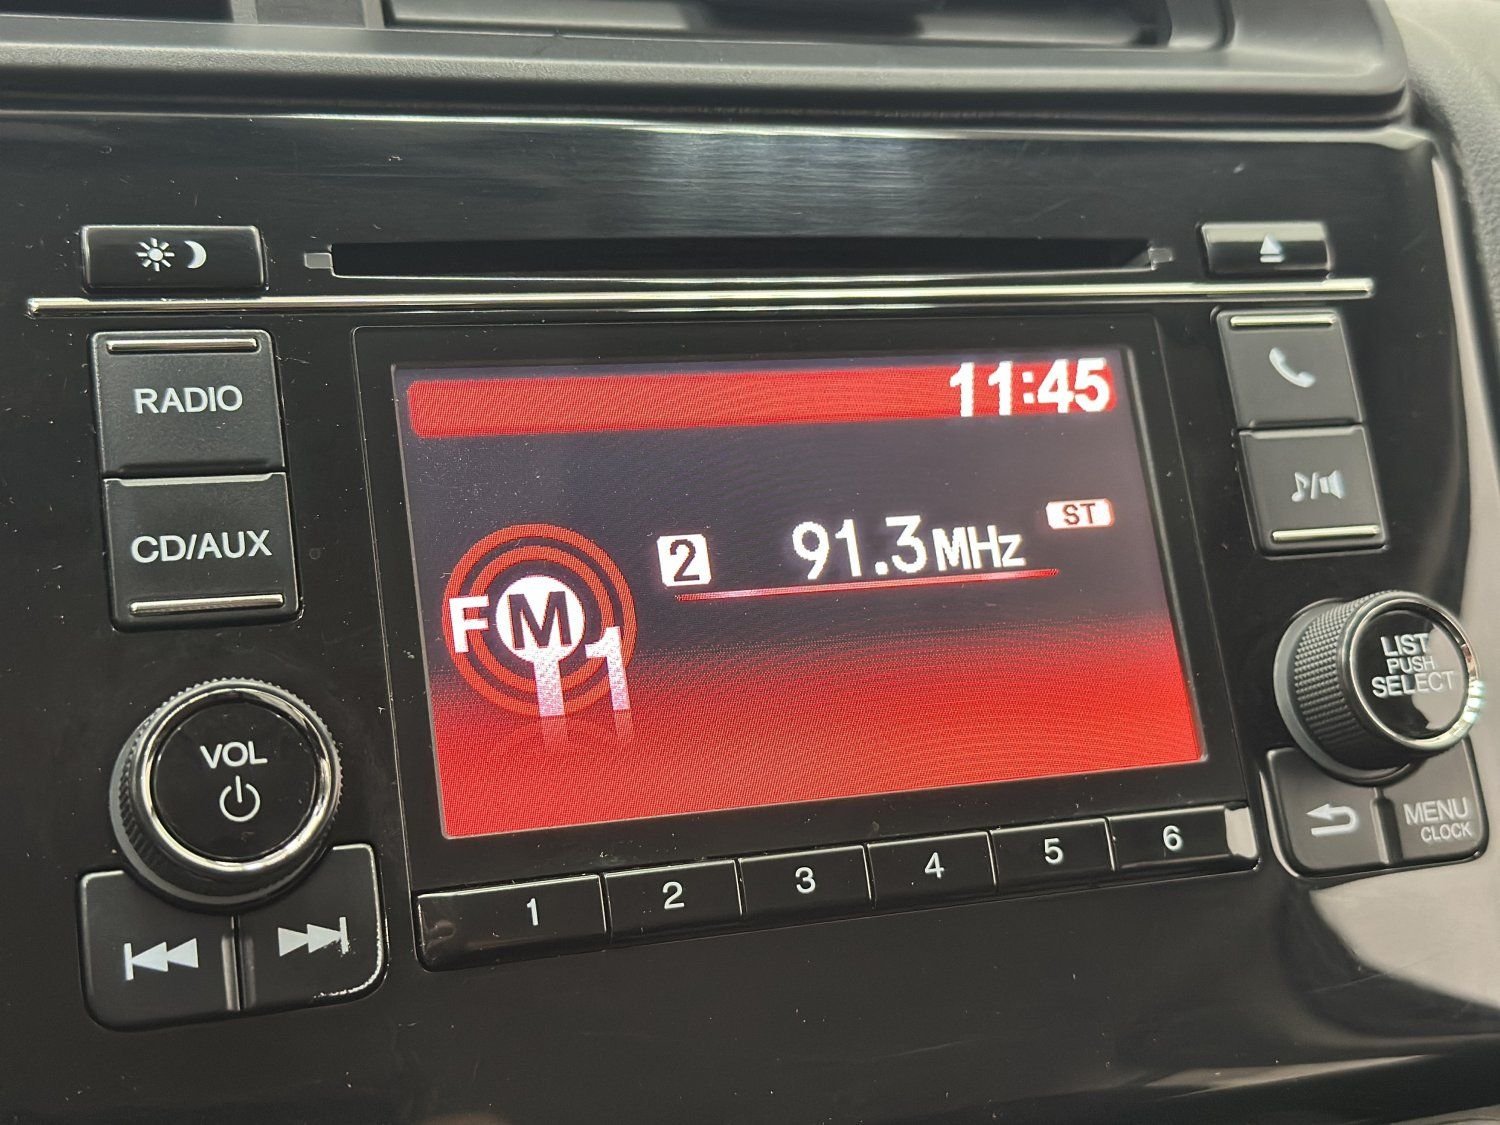 RADIO
CD/AUX
VOL
11:45
ST
2 91.3MHz
FM
1
1 2 3 4 5 6
LIST
PUSH
SELECT
MENU
CLOCK